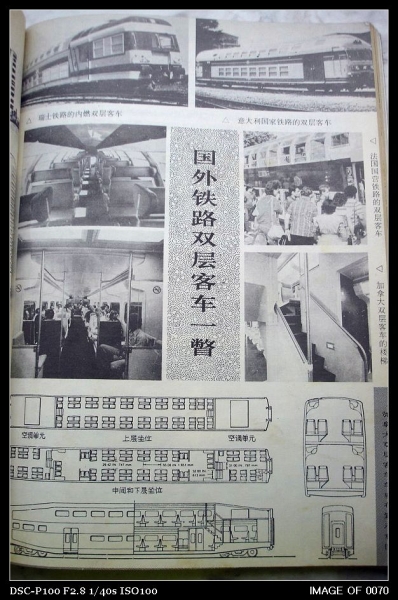 △ 瑞士铁路的内燃双层客车
△ 意大利国家铁路的双层客车
国外铁路双层客车一瞥
△ 法国国营铁路的双层客车
△ 加拿大双层客车的楼梯
空调单元
上层坐位
空调单元
中间和下层坐位
DSC-P100 F2.8 1/40s ISO100
IMAGE OF 0070